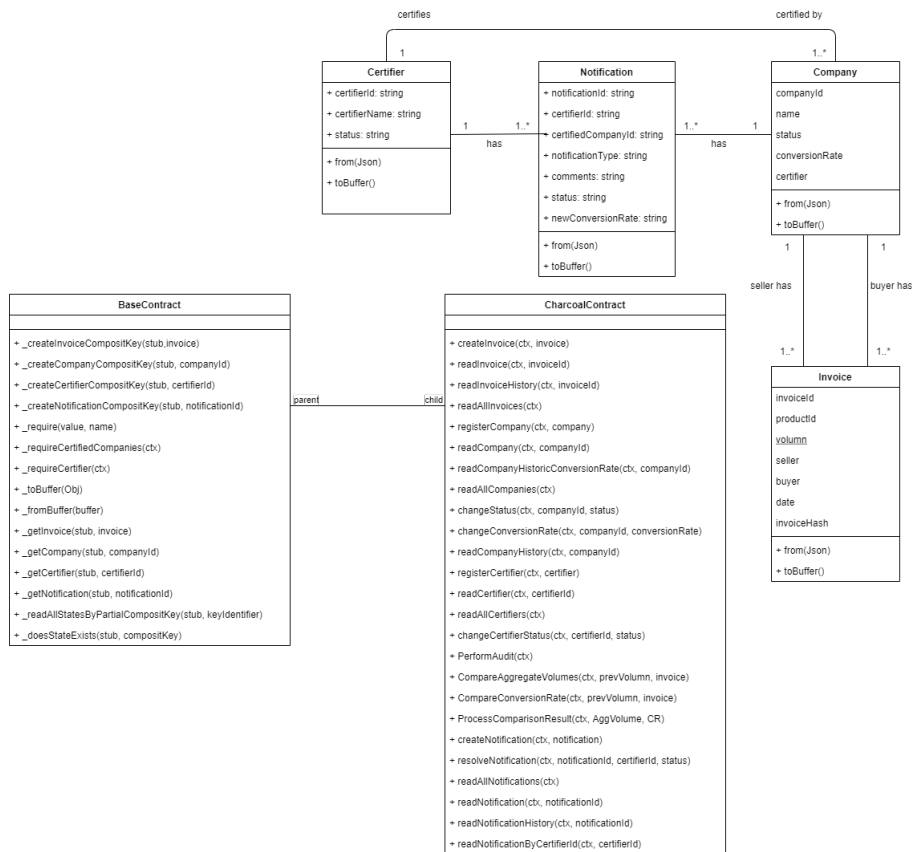 certifies
certified by
1
1..*
Certifier
+ certifierId: string
+ certifierName: string
+ status: string
+ from(Json)
+ toBuffer()
1
1..*
has
Notification
+ notificationId: string
+ certifierId: string
+ certifiedCompanyId: string
+ notificationType: string
+ comments: string
+ status: string
+ newConversionRate: string
+ from(Json)
+ toBuffer()
1..*
1
has
Company
companyId
name
status
conversionRate
certifier
+ from(Json)
+ toBuffer()
1
1
seller has
buyer has
1..*
1..*
Invoice
invoiceId
productId
volumn
seller
buyer
date
invoiceHash
+ from(Json)
+ toBuffer()
BaseContract
+ _createInvoiceCompositKey(stub,invoice)
+ _createCompanyCompositKey(stub, companyId)
+ _createCertifierCompositKey(stub, certifierId)
+ _createNotificationCompositKey(stub, notificationId)
+ _require(value, name)
+ _requireCertifiedCompanies(ctx)
+ _requireCertifier(ctx)
+ _toBuffer(Obj)
+ _fromBuffer(buffer)
+ _getInvoice(stub, invoice)
+ _getCompany(stub, companyId)
+ _getCertifier(stub, certifierId)
+ _getNotification(stub, notificationId)
+ _readAllStatesByPartialCompositKey(stub, keyIdentifier)
+ _doesStateExists(stub, compositKey)
parent
child
CharcoalContract
+ createInvoice(ctx, invoice)
+ readInvoice(ctx, invoiceId)
+ readInvoiceHistory(ctx, invoiceId)
+ readAllInvoices(ctx)
+ registerCompany(ctx, company)
+ readCompany(ctx, companyId)
+ readCompanyHistoricConversionRate(ctx, companyId)
+ readAllCompanies(ctx)
+ changeStatus(ctx, companyId, status)
+ changeConversionRate(ctx, companyId, conversionRate)
+ readCompanyHistory(ctx, companyId)
+ registerCertifier(ctx, certifier)
+ readCertifier(ctx, certifierId)
+ readAllCertifiers(ctx)
+ changeCertifierStatus(ctx, certifierId, status)
+ PerformAudit(ctx)
+ CompareAggregateVolumes(ctx, prevVolumn, invoice)
+ CompareConversionRate(ctx, prevVolumn, invoice)
+ ProcessComparisonResult(ctx, AggVolume, CR)
+ createNotification(ctx, notification)
+ resolveNotification(ctx, notificationId, certifierId, status)
+ readAllNotifications(ctx)
+ readNotification(ctx, notificationId)
+ readNotificationHistory(ctx, notificationId)
+ readNotificationByCertifierId(ctx, certifierId)